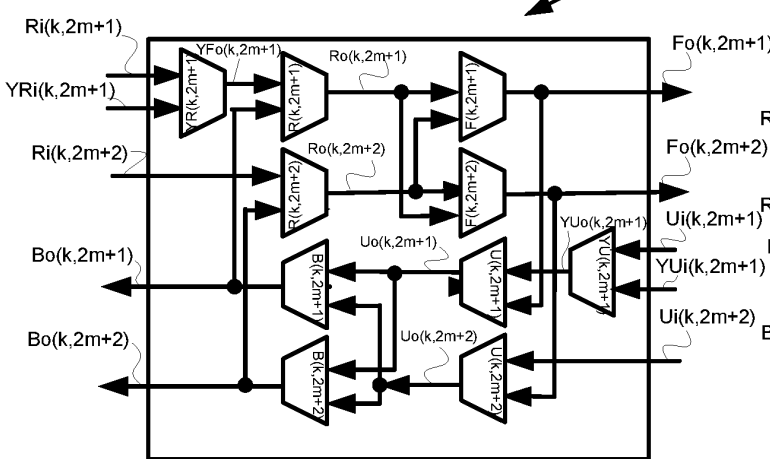 Ri(k,2m+1)
YFo(k,2m+1)
Ro(k,2m+1)
Fo(k,2m+1)
YRi(k,2m+1)
YR(k,2m+1)
R(k,2m+1)
F(k,2m+1)
R
Ri(k,2m+2)
Ro(k,2m+2)
Fo(k,2m+2)
R(k,2m+2)
F(k,2m+2)
R
Bo(k,2m+1)
Uo(k,2m+1)
YUo(k,2m+1)
Ui(k,2m+1)
B(k,2m+1)
U(k,2m+1)
YU(k,2m+1)
YUi(k,2m+1)
Bo(k,2m+2)
Uo(k,2m+2)
Ui(k,2m+2)
B
B(k,2m+2)
U(k,2m+2)